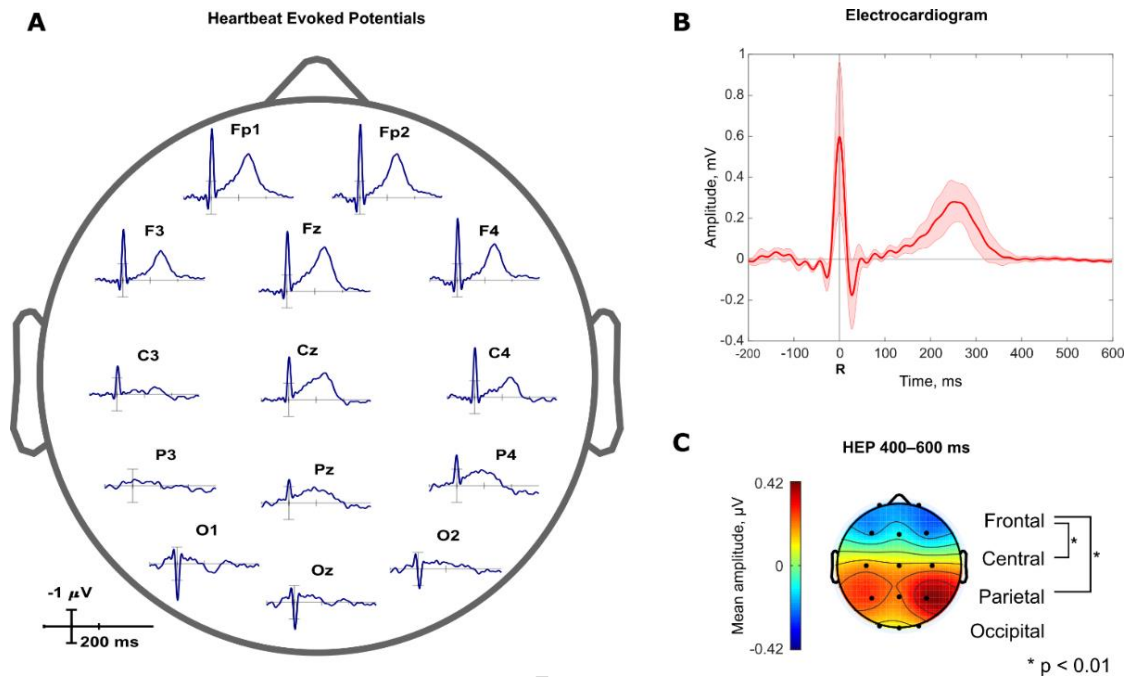 A
Heartbeat Evoked Potentials
Fp1
Fp2
F3
Fz
F4
C3
Cz
C4
P3
Pz
P4
O1
Oz
O2
-1 μV
200 ms
B
Electrocardiogram
Amplitude, mV
1
0.8
0.6
0.4
0.2
0
-0.2
-0.4
-200 -100 0 100 200 300 400 500 600
R
Time, ms
C
HEP 400–600 ms
Mean amplitude, μV
0.42
0
-0.42
Frontal
Central
Parietal
Occipital
*
*
* p < 0.01